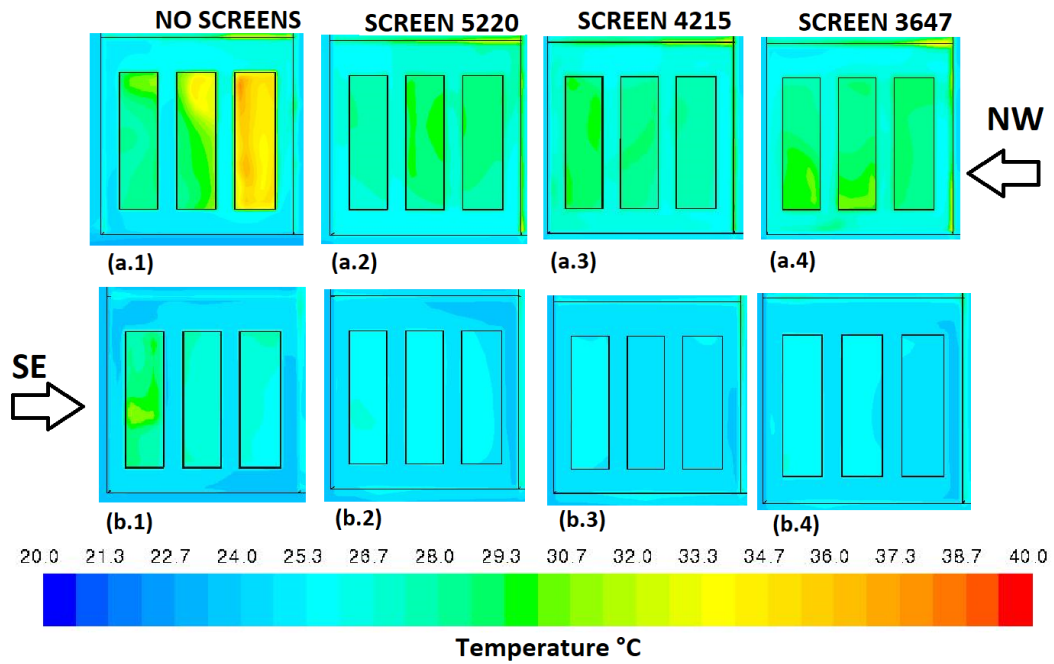 NO SCREENS SCREEN 5220 SCREEN 4215 SCREEN 3647
NW
(a.1) (a.2) (a.3) (a.4)
SE
(b.1) (b.2) (b.3) (b.4)
20.0 21.3 22.7 24.0 25.3 26.7 28.0 29.3 30.7 32.0 33.3 34.7 36.0 37.3 38.7 40.0
Temperature °C